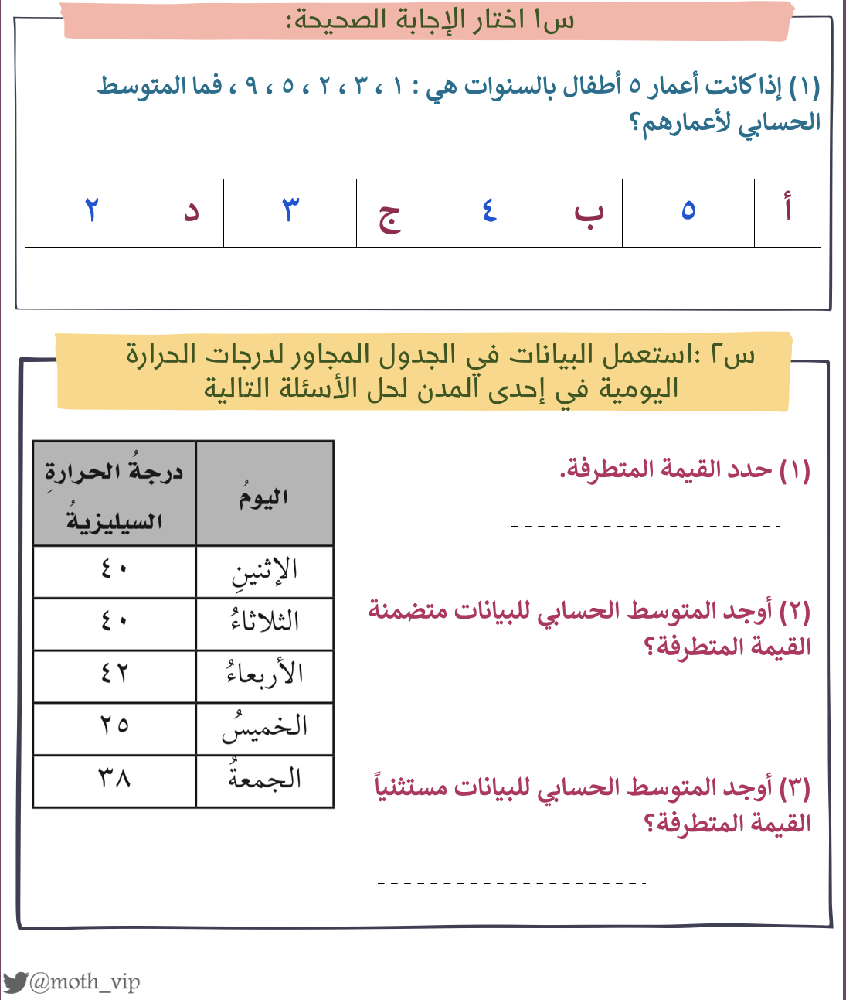 س١ اختار الإجابة الصحيحة:
(١) إذا كانت أعمار ٥ أطفال بالسنوات هي : ١ ، ٣ ، ٢ ، ٥ ، ٩ ، فما المتوسط
الحسابي لأعمارهم؟
أ ٥ ب ٤ ج ٣ د ٢
س٢ :استعمل البيانات في الجدول المجاور لدرجات الحرارة
اليومية في إحدى المدن لحل الأسئلة التالية
(١) حدد القيمة المتطرفة.
(٢) أوجد المتوسط الحسابي للبيانات متضمنة
القيمة المتطرفة؟
(٣) أوجد المتوسط الحسابي للبيانات مستثنياً
القيمة المتطرفة؟
اليومُ درجةُ الحرارةِ
السيليزيةُ
الإثنينِ ٤٠
الثلاثاءُ ٤٠
الأربعاءُ ٤٢
الخميسُ ٢٥
الجمعةُ ٣٨
@moth_vip